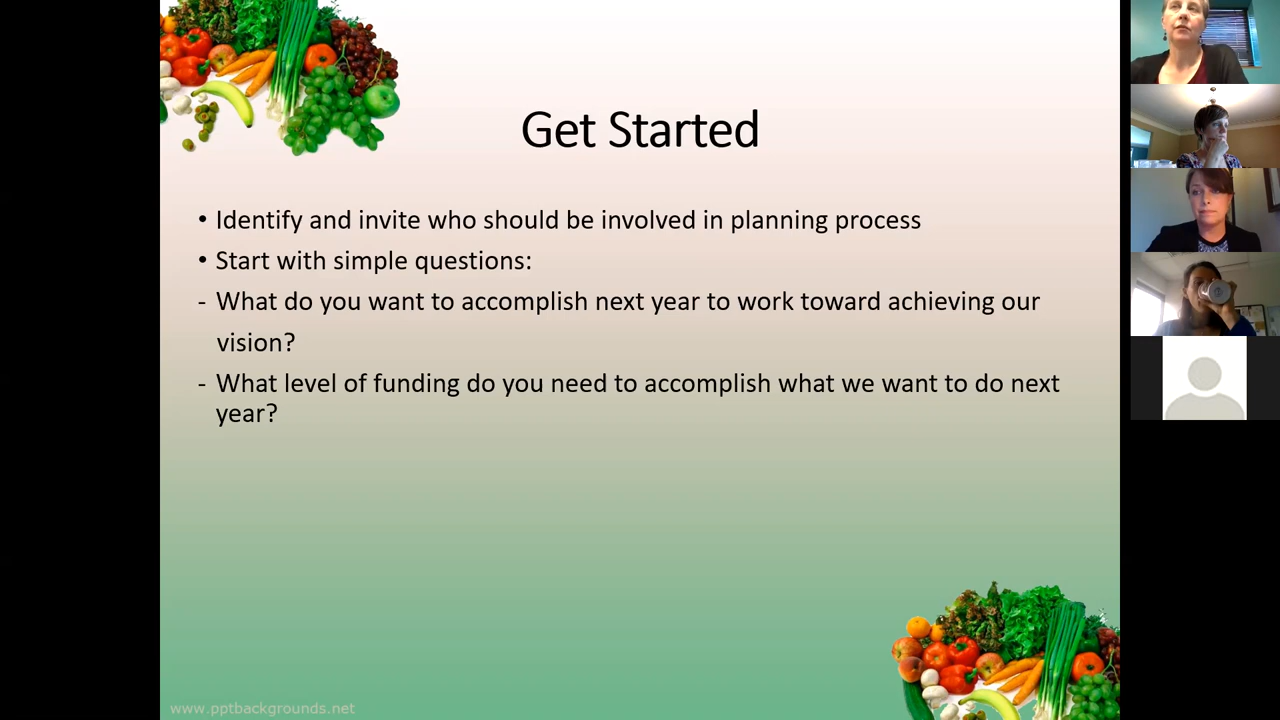 Get Started
• Identify and invite who should be involved in planning process
• Start with simple questions:
- What do you want to accomplish next year to work toward achieving our
vision?
- What level of funding do you need to accomplish what we want to do next
year?
www.pptbackgrounds.net